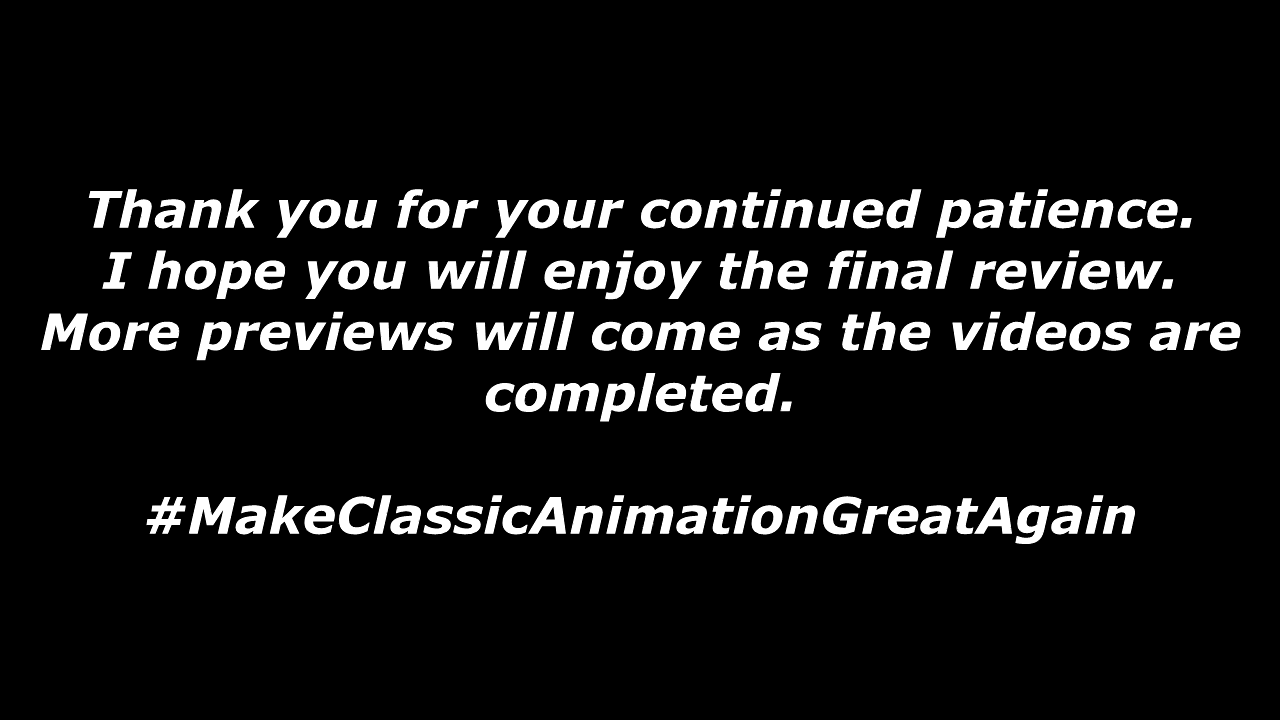 Thank you for your continued patience.
I hope you will enjoy the final review.
More previews will come as the videos are
completed.
#MakeClassicAnimationGreatAgain